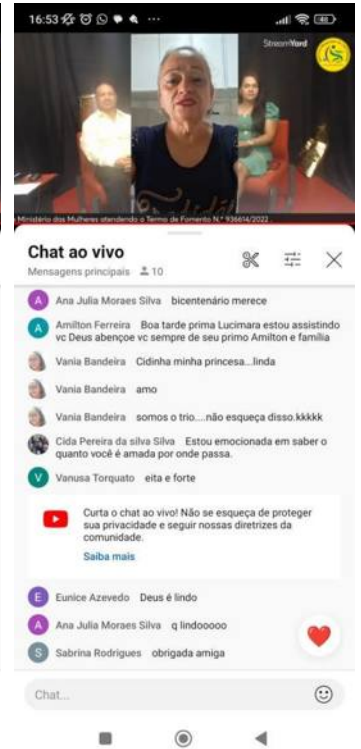 16:53
48
StreamYard
Ministério das Mulheres atendendo o Termo de Fomento N.º 936614/2022 .
Chat ao vivo
Mensagens principais 10
A Ana Julia Moraes Silva bicentenário merece
A Amilton Ferreira Boa tarde prima Lucimara estou assistindo
vc Deus abençoe vc sempre de seu primo Amilton e família
Vania Bandeira Cidinha minha princesa...linda
Vania Bandeira amo
Vania Bandeira somos o trio....não esqueça disso.kkkkk
Cida Pereira da silva Silva Estou emocionada em saber o
quanto você é amada por onde passa.
V Vanusa Torquato eita e forte
Curta o chat ao vivo! Não se esqueça de proteger
sua privacidade e seguir nossas diretrizes da
comunidade.
Saiba mais
E Eunice Azevedo Deus é lindo
A Ana Julia Moraes Silva q lindooooo
S Sabrina Rodrigues obrigada amiga
Chat...